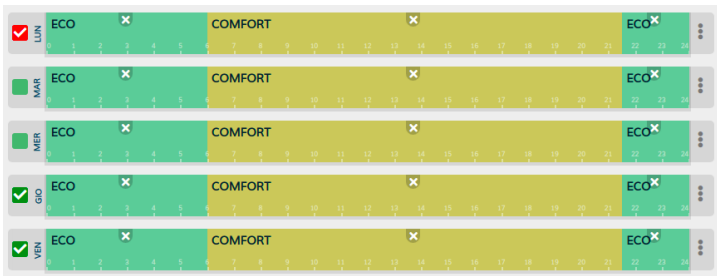 LUN ECO COMFORT ECO
0 1 2 3 4 5 6 7 8 9 10 11 12 13 14 15 16 17 18 19 20 21 22 23 24
MAR ECO COMFORT ECO
0 1 2 3 4 5 6 7 8 9 10 11 12 13 14 15 16 17 18 19 20 21 22 23 24
MER ECO COMFORT ECO
0 1 2 3 4 5 6 7 8 9 10 11 12 13 14 15 16 17 18 19 20 21 22 23 24
GIO ECO COMFORT ECO
0 1 2 3 4 5 6 7 8 9 10 11 12 13 14 15 16 17 18 19 20 21 22 23 24
VEN ECO COMFORT ECO
0 1 2 3 4 5 6 7 8 9 10 11 12 13 14 15 16 17 18 19 20 21 22 23 24